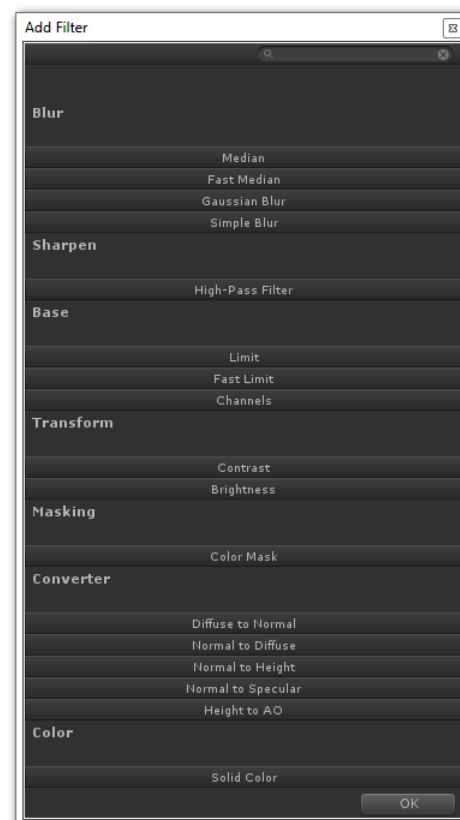 Add Filter
Blur
Median
Fast Median
Gaussian Blur
Simple Blur
Sharpen
High-Pass Filter
Base
Limit
Fast Limit
Channels
Transform
Contrast
Brightness
Masking
Color Mask
Converter
Diffuse to Normal
Normal to Diffuse
Normal to Height
Normal to Specular
Height to AO
Color
Solid Color
OK